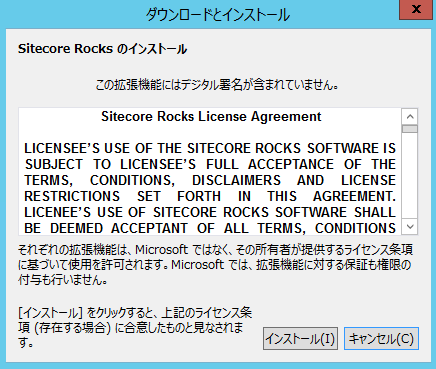 ダウンロードとインストール
x
Sitecore Rocks のインストール
この拡張機能にはデジタル署名が含まれていません。
Sitecore Rocks License Agreement
LICENSEE'S USE OF THE SITECORE ROCKS SOFTWARE IS
SUBJECT TO LICENSEE'S FULL ACCEPTANCE OF THE
TERMS, CONDITIONS, DISCLAIMERS AND LICENSE
RESTRICTIONS SET FORTH IN THIS AGREEMENT.
LICENEE'S USE OF SITECORE ROCKS SOFTWARE SHALL
BE DEEMED ACCEPTANT OF ALL TERMS, CONDITIONS
それぞれの拡張機能は、Microsoft ではなく、その所有者が提供するライセンス条項
に基づいて使用を許可されます。Microsoft では、拡張機能に対する保証も権限の
付与も行いません。
[インストール] をクリックすると、上記のライセンス条
項 (存在する場合) に合意したものと見なされま
す。
インストール(I)
キャンセル(C)